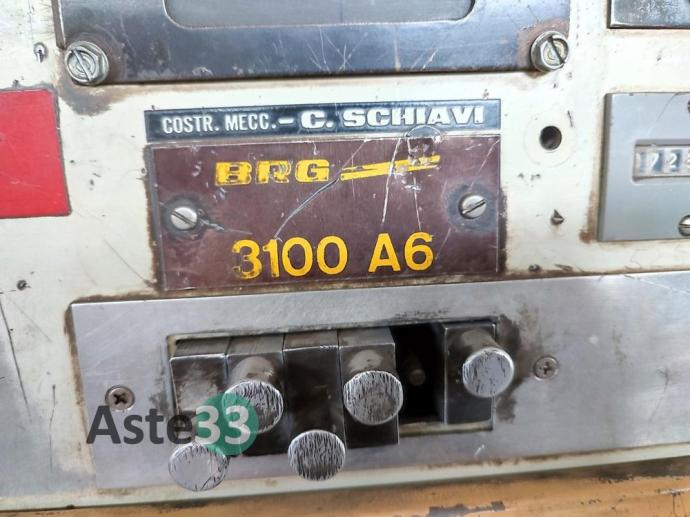 COSTR. MECC. - C. SCHIAVI
BRG
3100 A6
Aste33